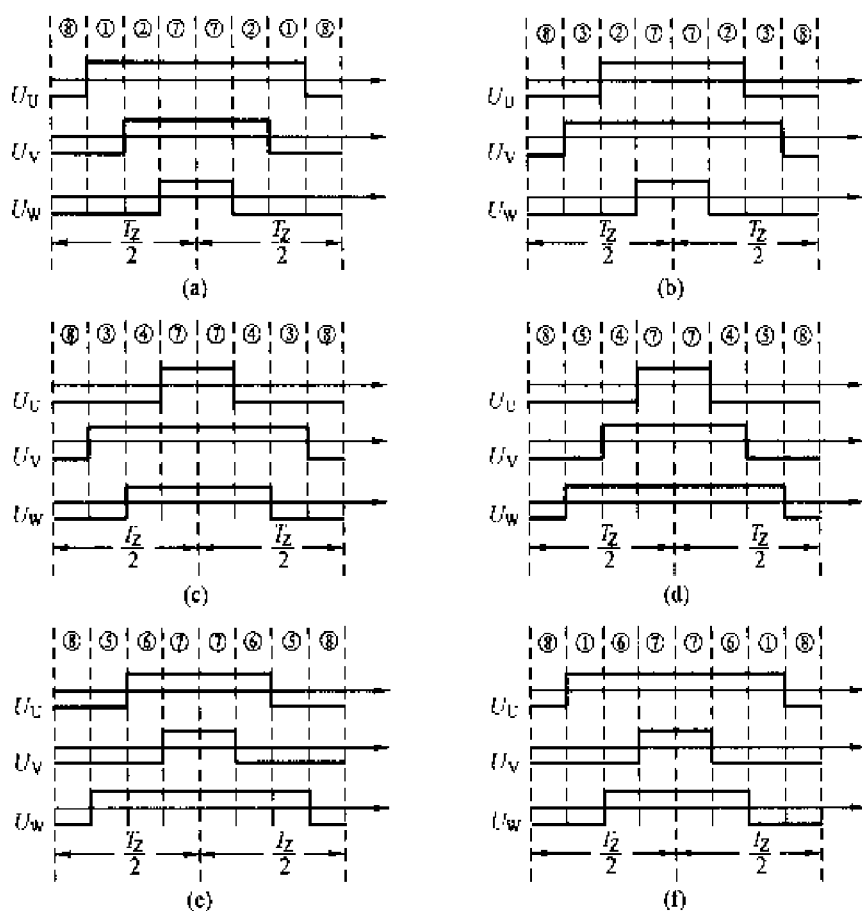 ⑧ ① ② ⑦ ⑦ ② ① ⑧
U_U
U_V
U_W
T_Z/2 T_Z/2
(a)
⑧ ③ ② ⑦ ⑦ ② ③ ⑧
U_U
U_V
U_W
T_Z/2 T_Z/2
(b)
⑧ ③ ④ ⑦ ⑦ ④ ③ ⑧
U_U
U_V
U_W
T_Z/2 T_Z/2
(c)
⑧ ⑤ ④ ⑦ ⑦ ④ ⑤ ⑧
U_U
U_V
U_W
T_Z/2 T_Z/2
(d)
⑧ ⑤ ⑥ ⑦ ⑦ ⑥ ⑤ ⑧
U_U
U_V
U_W
T_Z/2 T_Z/2
(e)
⑧ ① ⑥ ⑦ ⑦ ⑥ ① ⑧
U_U
U_V
U_W
T_Z/2 T_Z/2
(f)